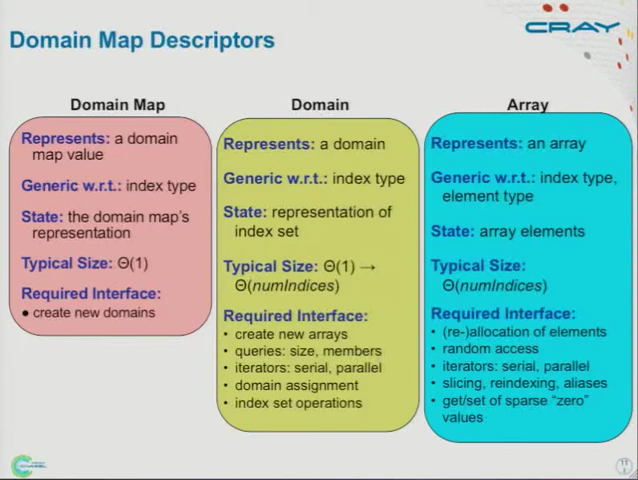 CRAY
Domain Map Descriptors
Domain Map
Represents: a domain
map value
Generic w.r.t.: index type
State: the domain map's
representation
Typical Size: Θ(1)
Required Interface:
● create new domains
Domain
Represents: a domain
Generic w.r.t.: index type
State: representation of
index set
Typical Size: Θ(1) →
Θ(numIndices)
Required Interface:
• create new arrays
• queries: size, members
• iterators: serial, parallel
• domain assignment
• index set operations
Array
Represents: an array
Generic w.r.t.: index type,
element type
State: array elements
Typical Size:
Θ(numIndices)
Required Interface:
• (re-)allocation of elements
• random access
• iterators: serial, parallel
• slicing, reindexing, aliases
• get/set of sparse “zero”
values